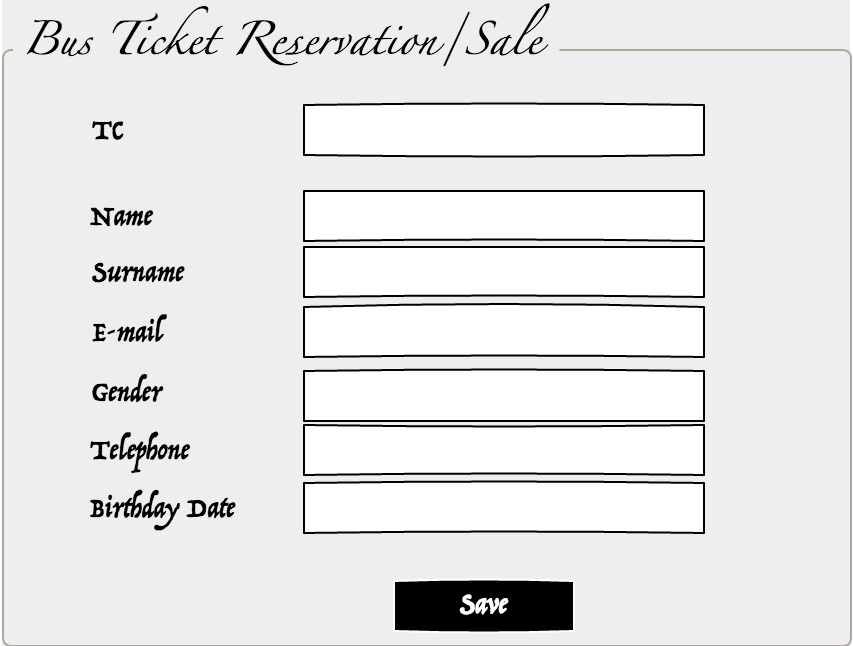 Bus Ticket Reservation/Sale
TC
Name
Surname
E-mail
Gender
Telephone
Birthday Date
Save